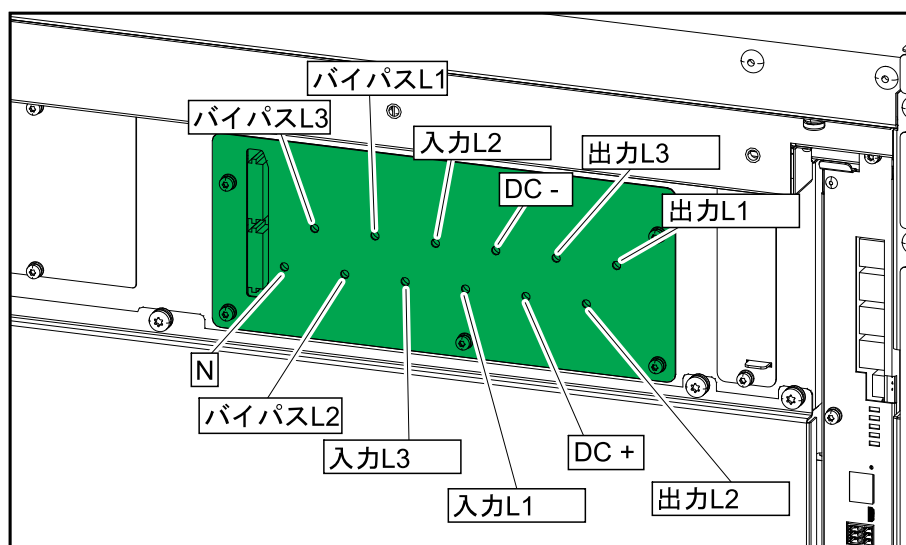 バイパスL1
バイパスL3
入力L2
出力L3
DC -
出力L1
N
バイパスL2
入力L3
DC +
入力L1
出力L2